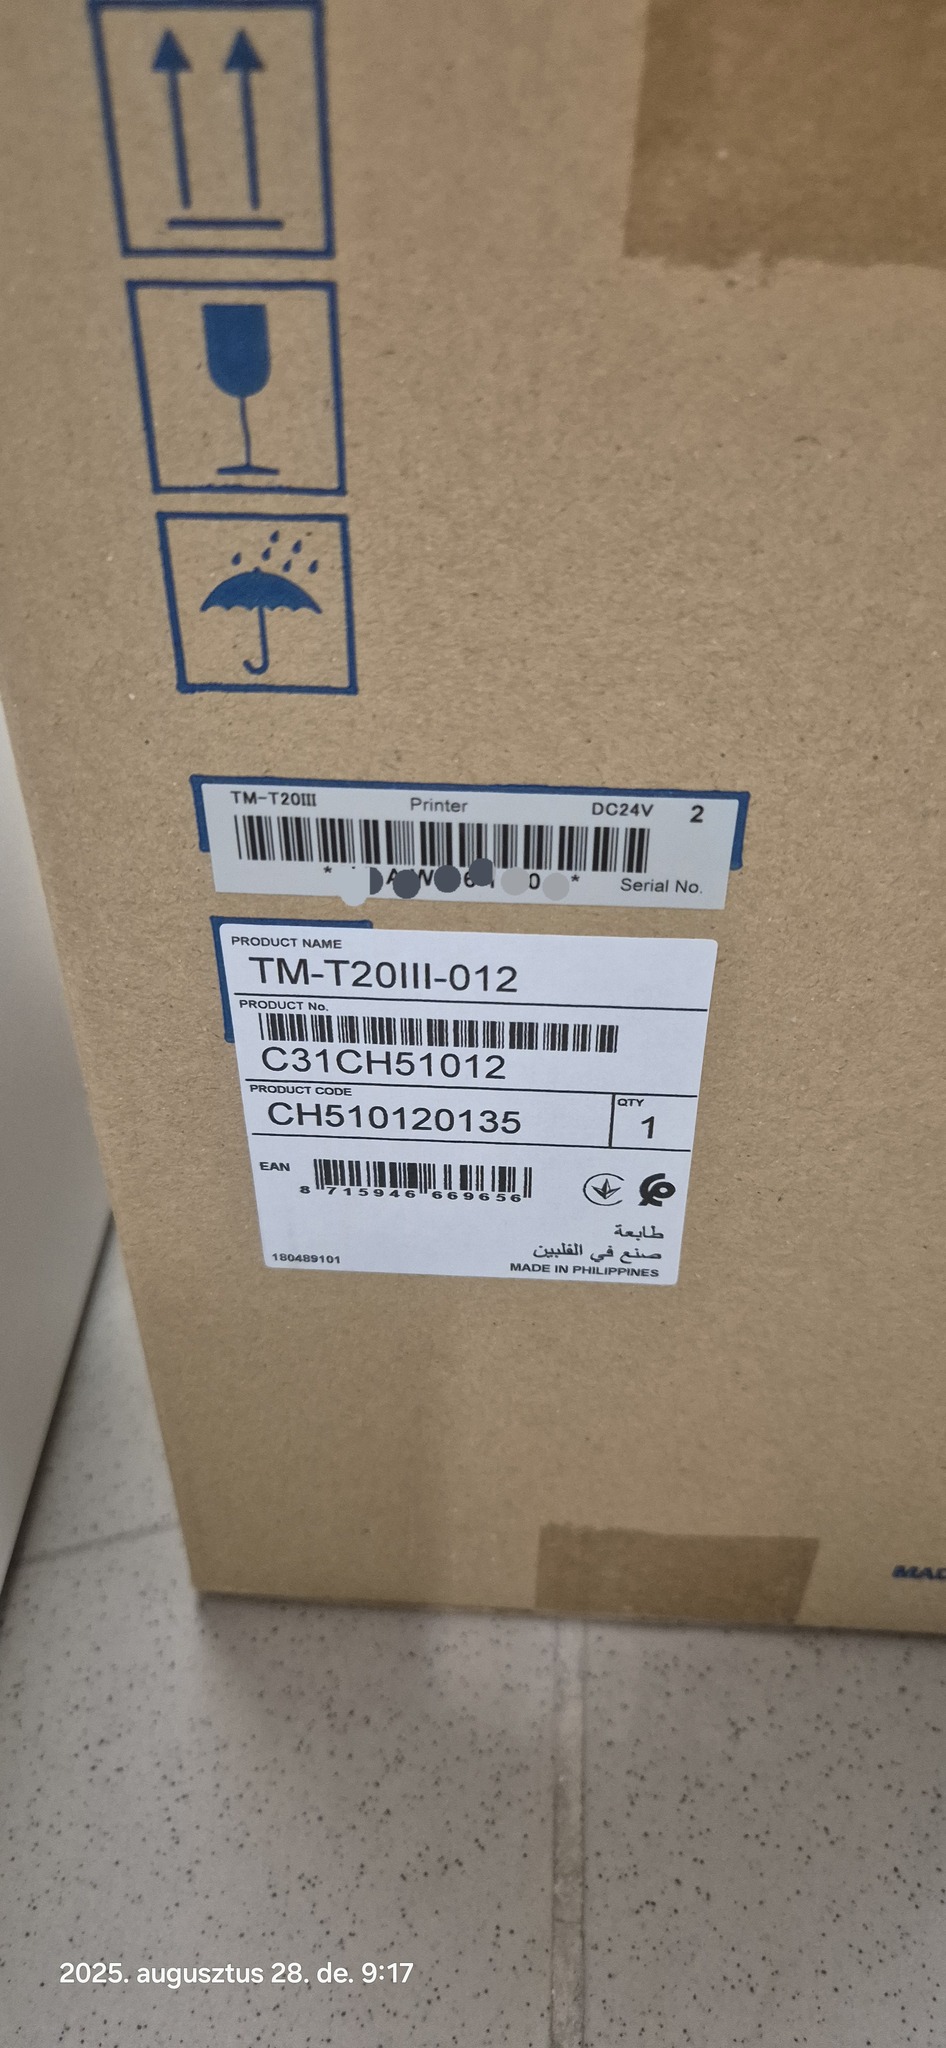 TM-T20III Printer DC24V 2
Serial No.
PRODUCT NAME
TM-T20III-012
PRODUCT No.
C31CH51012
PRODUCT CODE
CH510120135
QTY
1
EAN
8 715946 669656
طابعة
صنع في الفلبين
180489101
MADE IN PHILIPPINES
2025. augusztus 28. de. 9:17